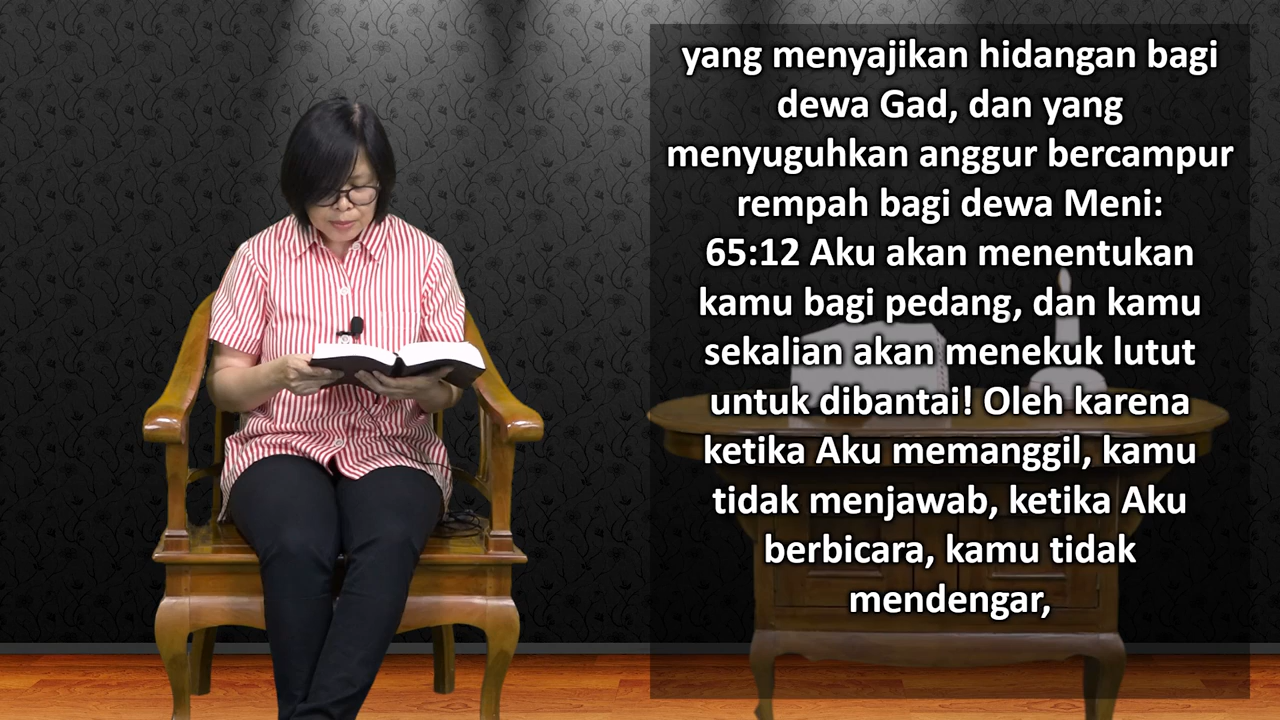 yang menyajikan hidangan bagi
dewa Gad, dan yang
menyuguhkan anggur bercampur
rempah bagi dewa Meni:
65:12 Aku akan menentukan
kamu bagi pedang, dan kamu
sekalian akan menekuk lutut
untuk dibantai! Oleh karena
ketika Aku memanggil, kamu
tidak menjawab, ketika Aku
berbicara, kamu tidak
mendengar,